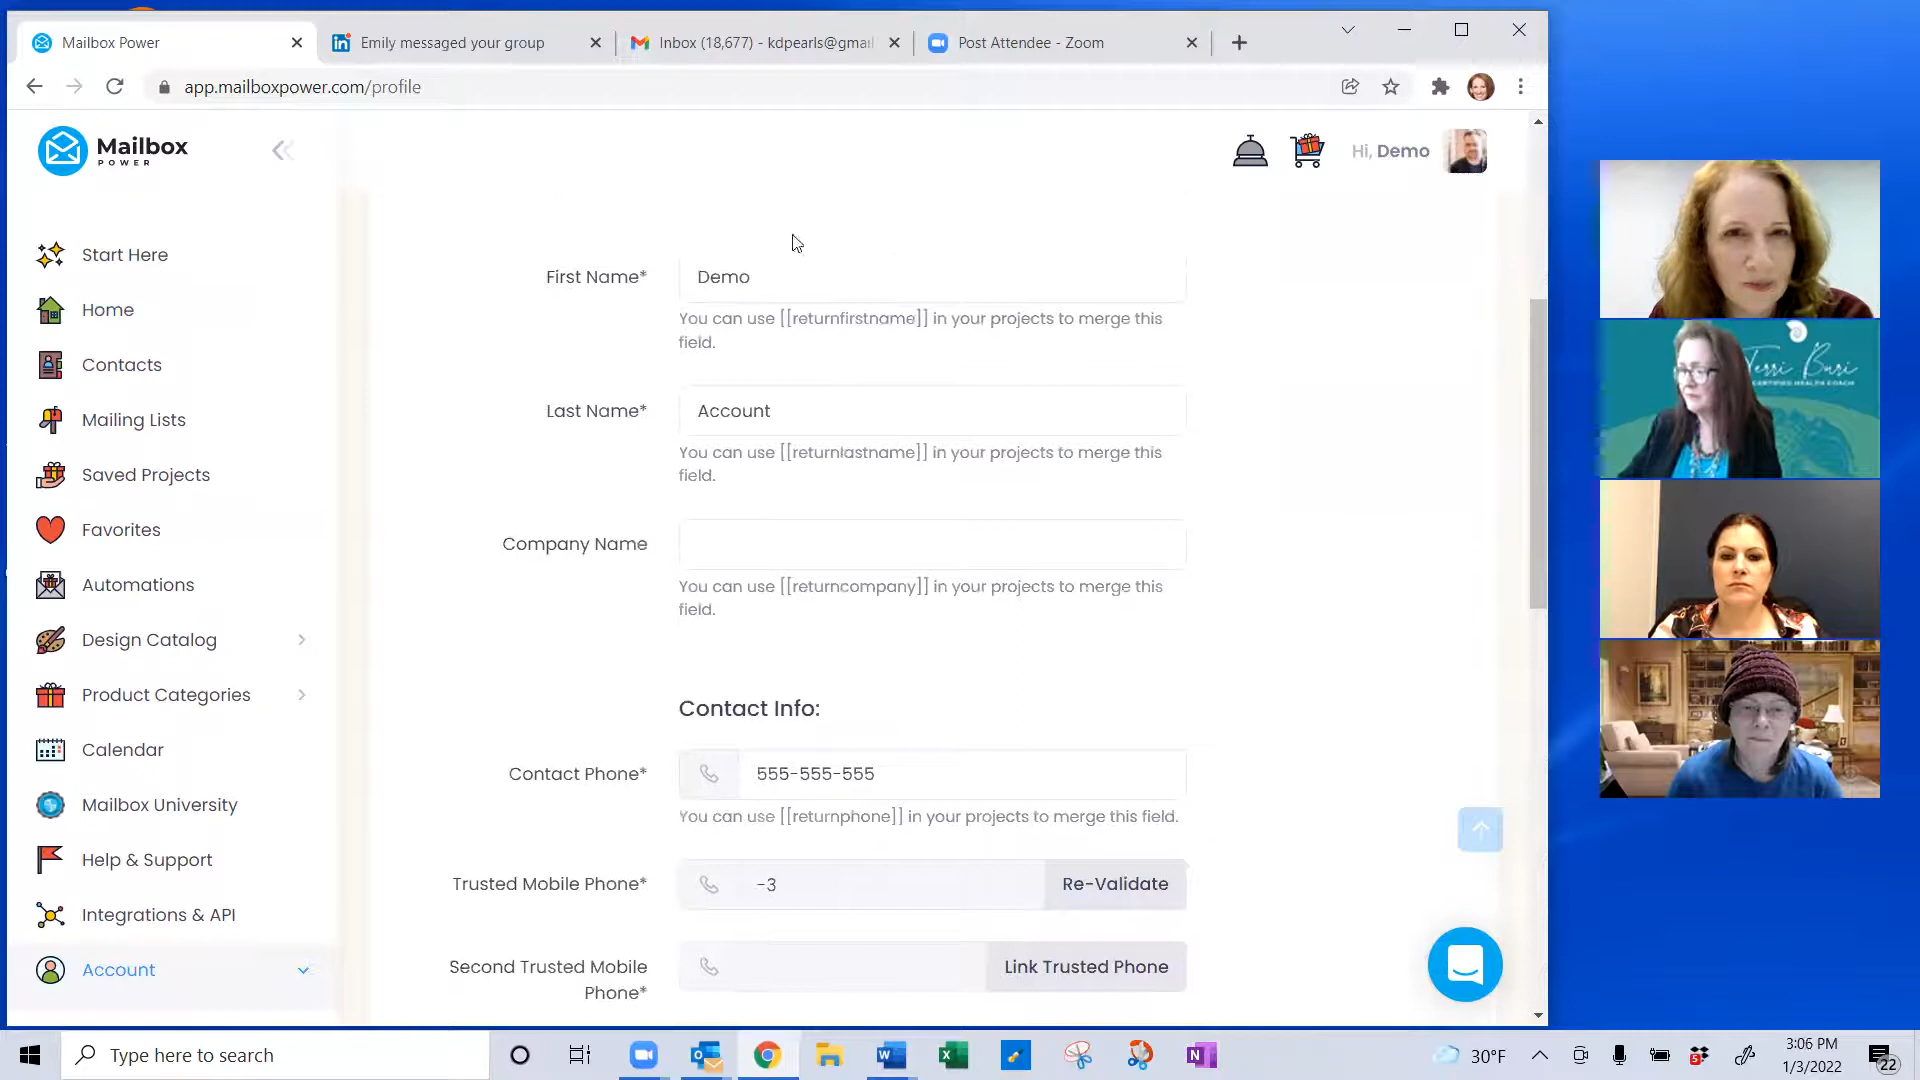 Mailbox Power
Emily messaged your group
Inbox (18,677) - kdpearls@gmai
Post Attendee - Zoom
app.mailboxpower.com/profile
Mailbox
POWER
Hi, Demo
Start Here
Home
Contacts
Mailing Lists
Saved Projects
Favorites
Automations
Design Catalog
Product Categories
Calendar
Mailbox University
Help & Support
Integrations & API
Account
First Name*
Demo
You can use [[returnfirstname]] in your projects to merge this
field.
Last Name*
Account
You can use [[returnlastname]] in your projects to merge this
field.
Company Name
You can use [[returncompany]] in your projects to merge this
field.
Contact Info:
Contact Phone*
555-555-555
You can use [[returnphone]] in your projects to merge this field.
Trusted Mobile Phone*
-3
Re-Validate
Second Trusted Mobile
Phone*
Link Trusted Phone
Terri Buri
CERTIFIED HEALTH COACH
Type here to search
30°F
3:06 PM
1/3/2022
22